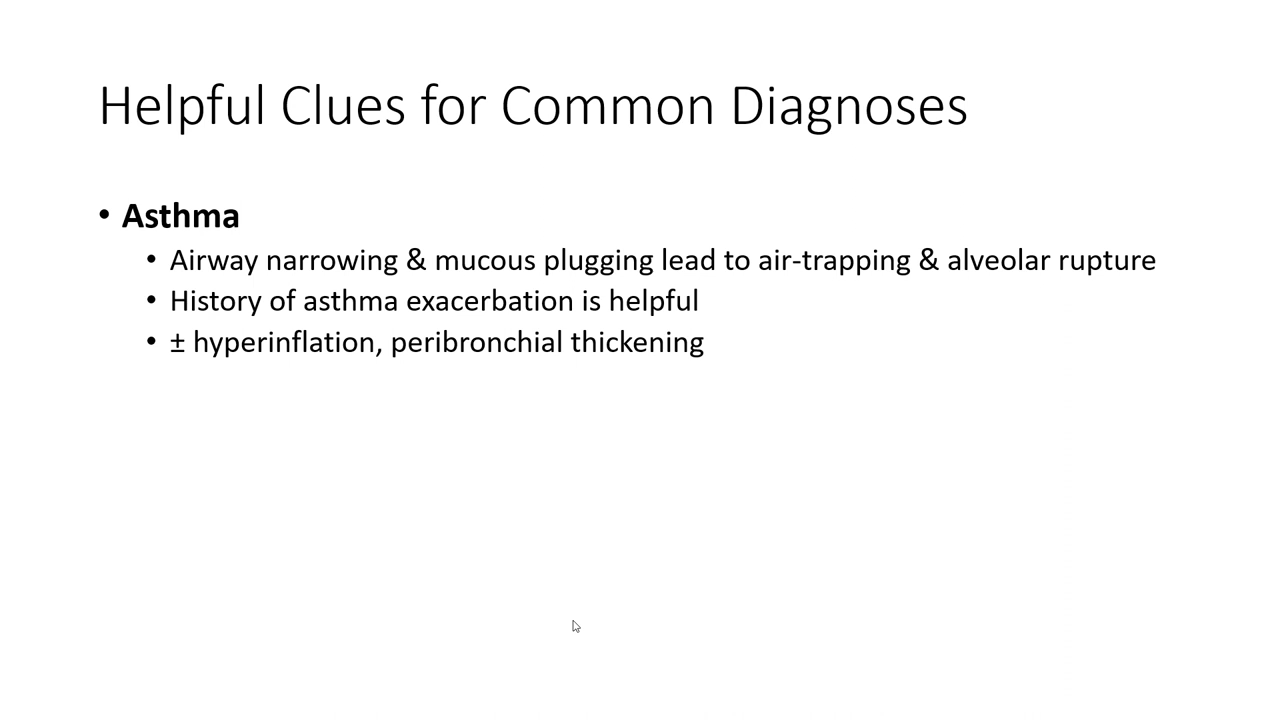 Helpful Clues for Common Diagnoses
• Asthma
• Airway narrowing & mucous plugging lead to air-trapping & alveolar rupture
• History of asthma exacerbation is helpful
• ± hyperinflation, peribronchial thickening